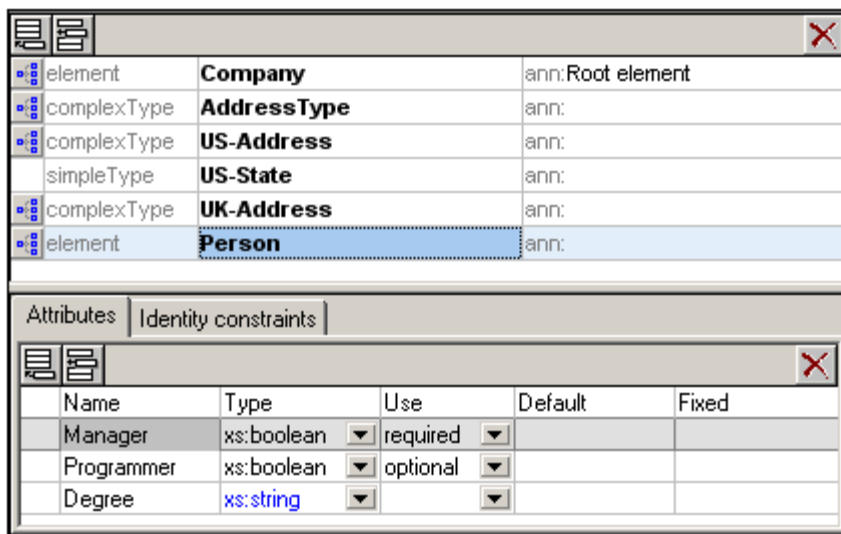 element Company ann:Root element
complexType AddressType ann:
complexType US-Address ann:
simpleType US-State ann:
complexType UK-Address ann:
element Person ann:
Attributes Identity constraints
Name Type Use Default Fixed
Manager xs:boolean required
Programmer xs:boolean optional
Degree xs:string